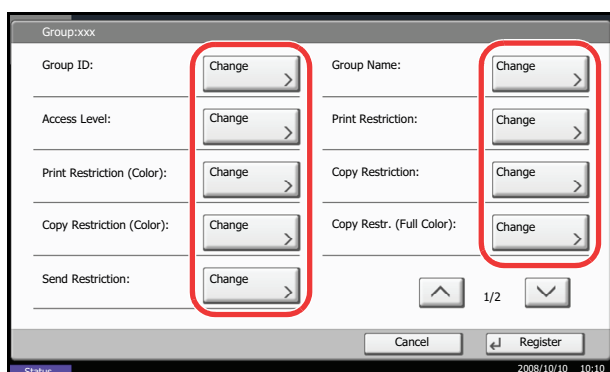 Group:xxx
Group ID: Change Group Name: Change
Access Level: Change Print Restriction: Change
Print Restriction (Color): Change Copy Restriction: Change
Copy Restriction (Color): Change Copy Restr. (Full Color): Change
Send Restriction: Change 1/2
Cancel Register
Status 2008/10/10 10:10